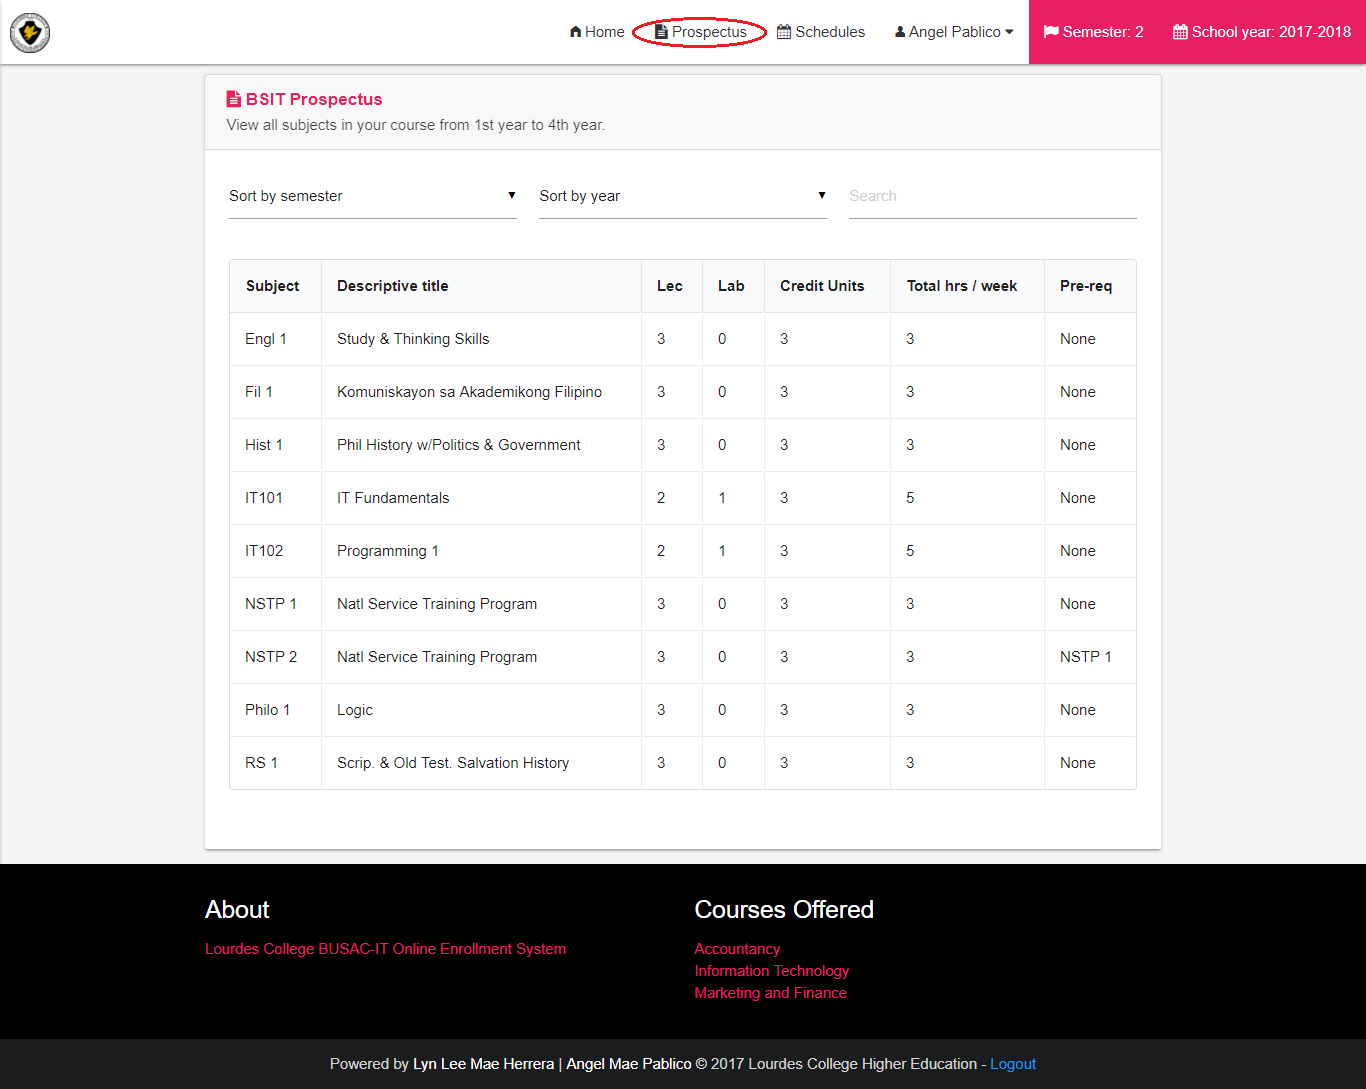 Home Prospectus Schedules Angel Pablico Semester: 2 School year: 2017-2018
BSIT Prospectus
View all subjects in your course from 1st year to 4th year.
Sort by semester Sort by year Search
Subject Descriptive title Lec Lab Credit Units Total hrs / week Pre-req
Engl 1 Study & Thinking Skills 3 0 3 3 None
Fil 1 Komuniskayon sa Akademikong Filipino 3 0 3 3 None
Hist 1 Phil History w/Politics & Government 3 0 3 3 None
IT101 IT Fundamentals 2 1 3 5 None
IT102 Programming 1 2 1 3 5 None
NSTP 1 Natl Service Training Program 3 0 3 3 None
NSTP 2 Natl Service Training Program 3 0 3 3 NSTP 1
Philo 1 Logic 3 0 3 3 None
RS 1 Scrip. & Old Test. Salvation History 3 0 3 3 None
About
Lourdes College BUSAC-IT Online Enrollment System
Courses Offered
Accountancy
Information Technology
Marketing and Finance
Powered by Lyn Lee Mae Herrera | Angel Mae Pablico © 2017 Lourdes College Higher Education - Logout